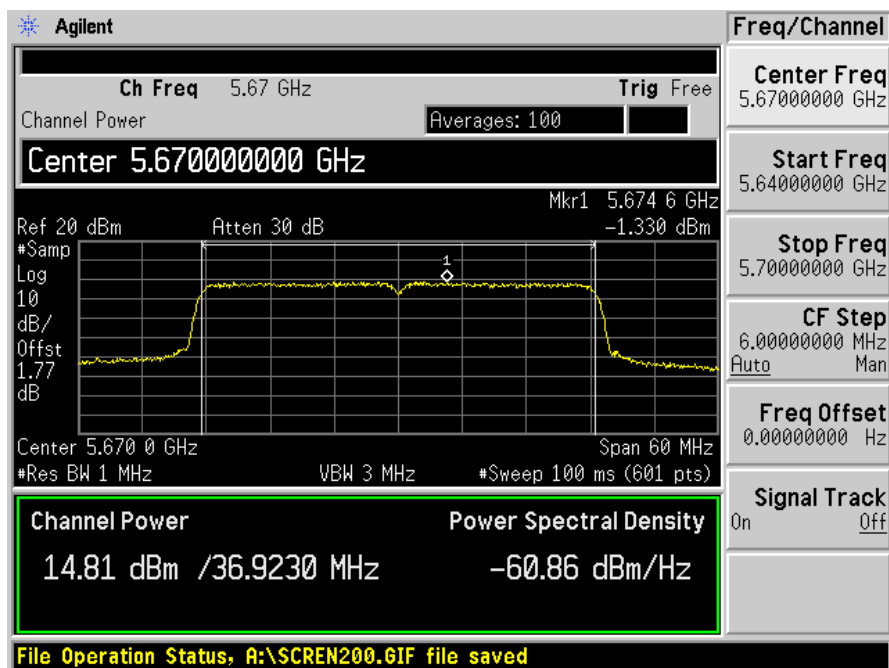 Agilent
Freq/Channel
Ch Freq 5.67 GHz Trig Free
Channel Power Averages: 100
Center 5.670000000 GHz
Mkr1 5.674 6 GHz
Ref 20 dBm Atten 30 dB -1.330 dBm
#Samp
Log
10
dB/
Offst
1.77
dB
1
Center 5.670 0 GHz Span 60 MHz
#Res BW 1 MHz VBW 3 MHz #Sweep 100 ms (601 pts)
Channel Power Power Spectral Density
14.81 dBm /36.9230 MHz -60.86 dBm/Hz
File Operation Status, A:\SCREN200.GIF file saved
Center Freq
5.67000000 GHz
Start Freq
5.64000000 GHz
Stop Freq
5.70000000 GHz
CF Step
6.00000000 MHz
Auto Man
Freq Offset
0.00000000 Hz
Signal Track
On Off